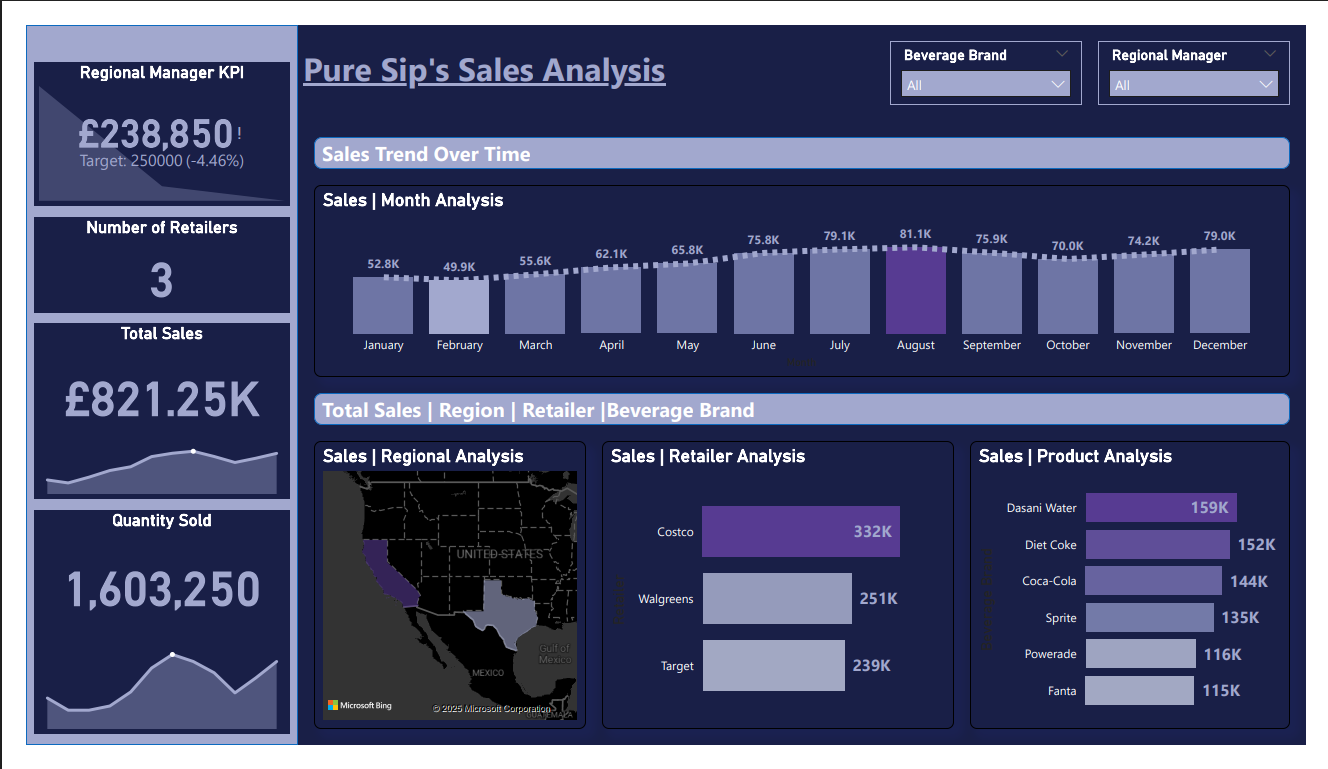 Regional Manager KPI
£238,850!
Target: 250000 (-4.46%)
Number of Retailers
3
Total Sales
£821.25K
Quantity Sold
1,603,250
Pure Sip's Sales Analysis
Beverage Brand
All
Regional Manager
All
Sales Trend Over Time
Sales | Month Analysis
52.8K 49.9K 55.6K 62.1K 65.8K 75.8K 79.1K 81.1K 75.9K 70.0K 74.2K 79.0K
January February March April May June July August September October November December
Total Sales | Region | Retailer |Beverage Brand
Sales | Regional Analysis
UNITED STATES
Gulf of
Mexico
MEXICO
GUATEMALA
Microsoft Bing
© 2025 Microsoft Corporation
Sales | Retailer Analysis
Costco 332K
Walgreens 251K
Target 239K
Sales | Product Analysis
Dasani Water 159K
Diet Coke 152K
Coca-Cola 144K
Sprite 135K
Powerade 116K
Fanta 115K